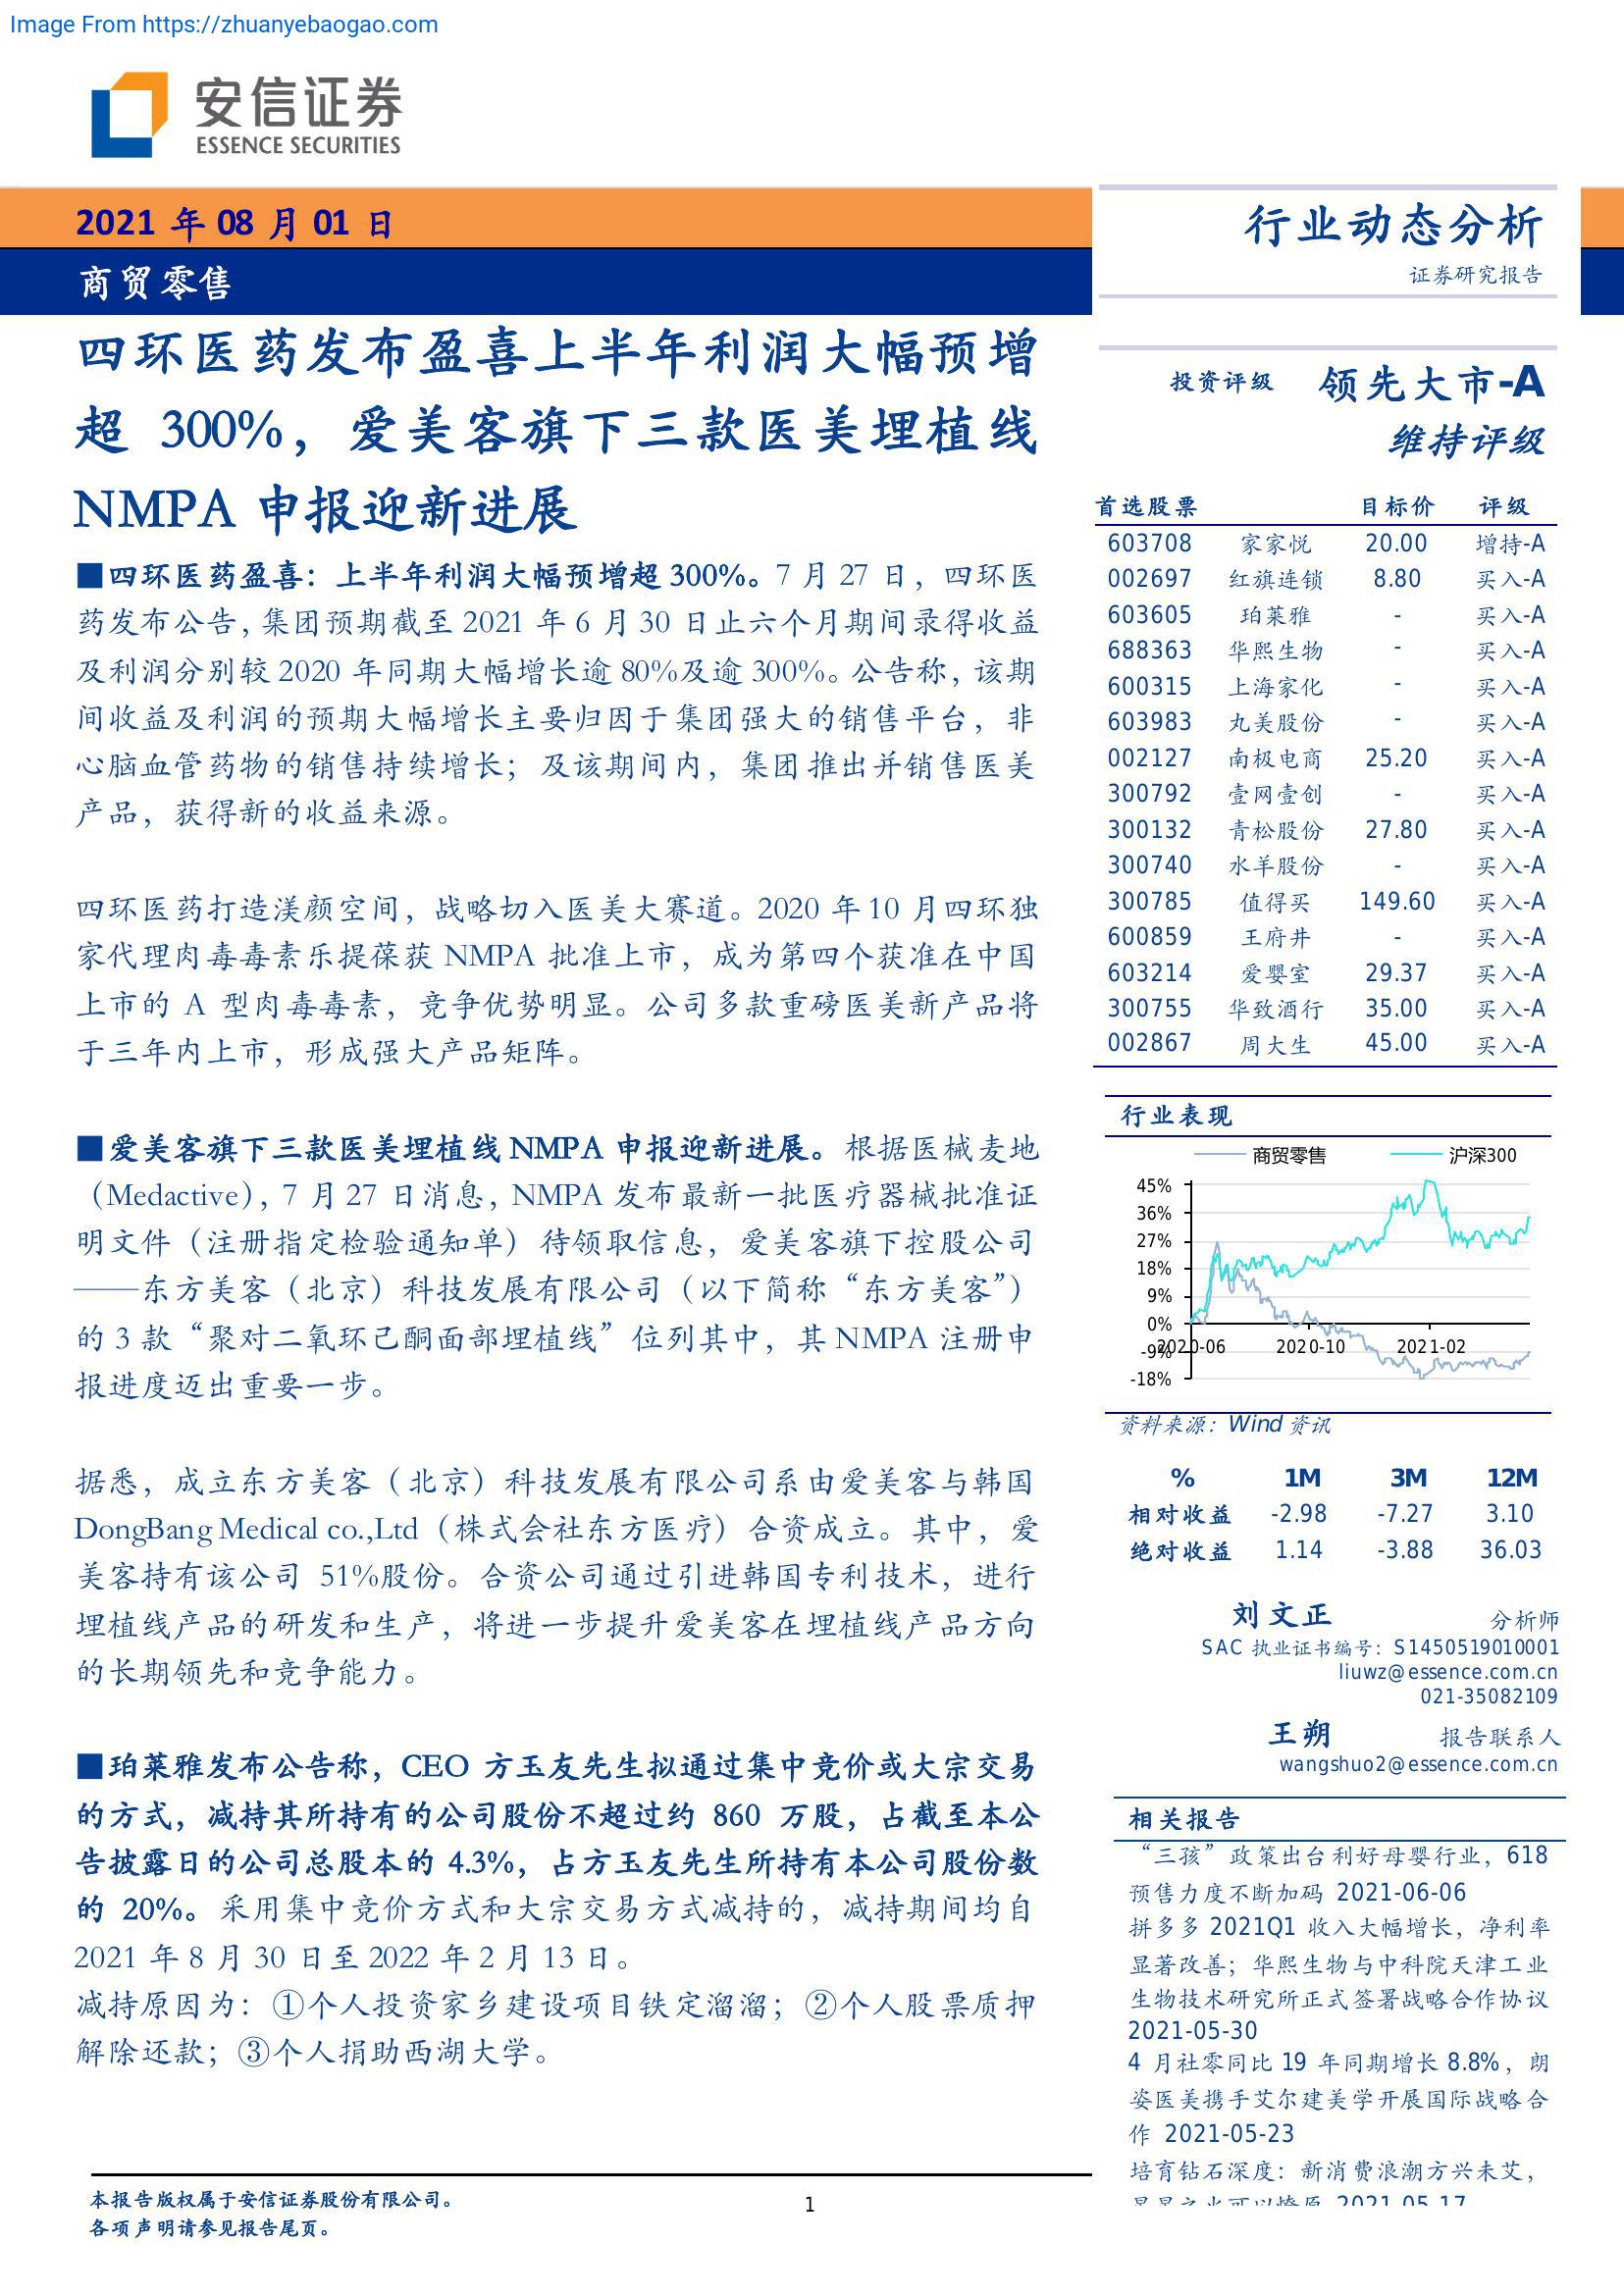 Image From https://zhuanyebaogao.com
安信证券
ESSENCE SECURITIES
2021 年 08 月 01 日
商贸零售
四环医药发布盈喜上半年利润大幅预增
超 300%，爱美客旗下三款医美埋植线
NMPA 申报迎新进展
■四环医药盈喜：上半年利润大幅预增超 300%。7 月 27 日，四环医
药发布公告，集团预期截至 2021 年 6 月 30 日止六个月期间录得收益
及利润分别较 2020 年同期大幅增长逾 80%及逾 300%。公告称，该期
间收益及利润的预期大幅增长主要归因于集团强大的销售平台，非
心脑血管药物的销售持续增长；及该期间内，集团推出并销售医美
产品，获得新的收益来源。
四环医药打造渼颜空间，战略切入医美大赛道。2020 年 10 月四环独
家代理肉毒毒素乐提葆获 NMPA 批准上市，成为第四个获准在中国
上市的 A 型肉毒毒素，竞争优势明显。公司多款重磅医美新产品将
于三年内上市，形成强大产品矩阵。
■爱美客旗下三款医美埋植线 NMPA 申报迎新进展。根据医械麦地
（Medactive），7 月 27 日消息，NMPA 发布最新一批医疗器械批准证
明文件（注册指定检验通知单）待领取信息，爱美客旗下控股公司
——东方美客（北京）科技发展有限公司（以下简称“东方美客”）
的 3 款“聚对二氧环己酮面部埋植线”位列其中，其 NMPA 注册申
报进度迈出重要一步。
据悉，成立东方美客（北京）科技发展有限公司系由爱美客与韩国
DongBang Medical co.,Ltd（株式会社东方医疗）合资成立。其中，爱
美客持有该公司 51%股份。合资公司通过引进韩国专利技术，进行
埋植线产品的研发和生产，将进一步提升爱美客在埋植线产品方向
的长期领先和竞争能力。
■珀莱雅发布公告称，CEO 方玉友先生拟通过集中竞价或大宗交易
的方式，减持其所持有的公司股份不超过约 860 万股，占截至本公
告披露日的公司总股本的 4.3%，占方玉友先生所持有本公司股份数
的 20%。采用集中竞价方式和大宗交易方式减持的，减持期间均自
2021 年 8 月 30 日至 2022 年 2 月 13 日。
减持原因为：①个人投资家乡建设项目铁定溜溜；②个人股票质押
解除还款；③个人捐助西湖大学。
行业动态分析
证券研究报告
投资评级 领先大市-A
维持评级
首选股票 目标价 评级
603708 家家悦 20.00 增持-A
002697 红旗连锁 8.80 买入-A
603605 珀莱雅 - 买入-A
688363 华熙生物 - 买入-A
600315 上海家化 - 买入-A
603983 丸美股份 - 买入-A
002127 南极电商 25.20 买入-A
300792 壹网壹创 - 买入-A
300132 青松股份 27.80 买入-A
300740 水羊股份 - 买入-A
300785 值得买 149.60 买入-A
600859 王府井 - 买入-A
603214 爱婴室 29.37 买入-A
300755 华致酒行 35.00 买入-A
002867 周大生 45.00 买入-A
行业表现
商贸零售 沪深300
45%
36%
27%
18%
9%
0%
-9%
-18%
2020-06 2020-10 2021-02
资料来源：Wind 资讯
% 1M 3M 12M
相对收益 -2.98 -7.27 3.10
绝对收益 1.14 -3.88 36.03
刘文正 分析师
SAC 执业证书编号：S1450519010001
liuwz@essence.com.cn
021-35082109
王朔 报告联系人
wangshuo2@essence.com.cn
相关报告
“三孩”政策出台利好母婴行业，618
预售力度不断加码 2021-06-06
拼多多 2021Q1 收入大幅增长，净利率
显著改善；华熙生物与中科院天津工业
生物技术研究所正式签署战略合作协议
2021-05-30
4 月社零同比 19 年同期增长 8.8%，朗
姿医美携手艾尔建美学开展国际战略合
作 2021-05-23
培育钻石深度：新消费浪潮方兴未艾，
2021-05-17
本报告版权属于安信证券股份有限公司。
各项声明请参见报告尾页。
1